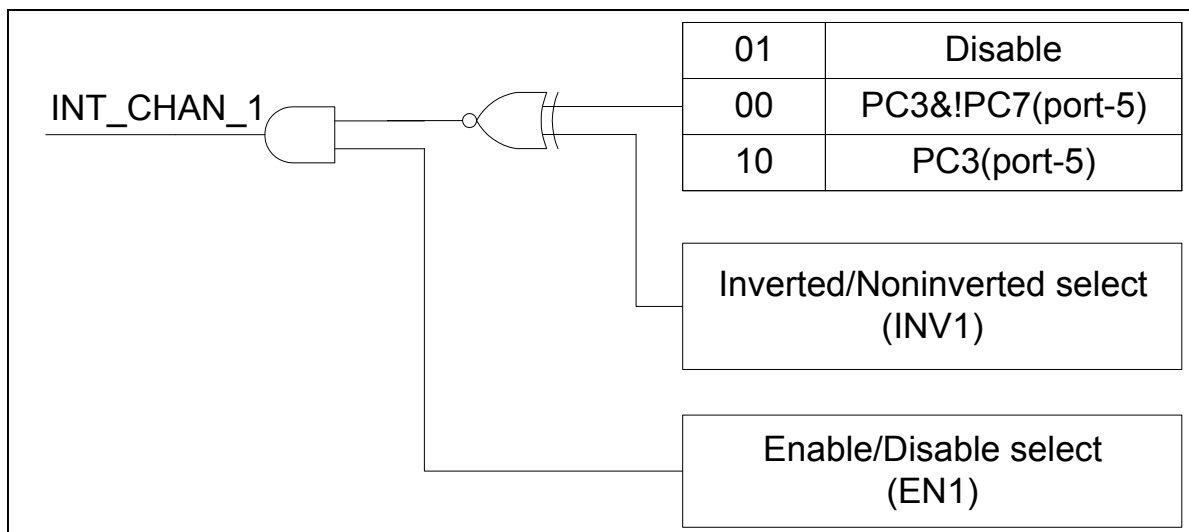 INT_CHAN_1
01 Disable
00 PC3&!PC7(port-5)
10 PC3(port-5)
Inverted/Noninverted select
(INV1)
Enable/Disable select
(EN1)